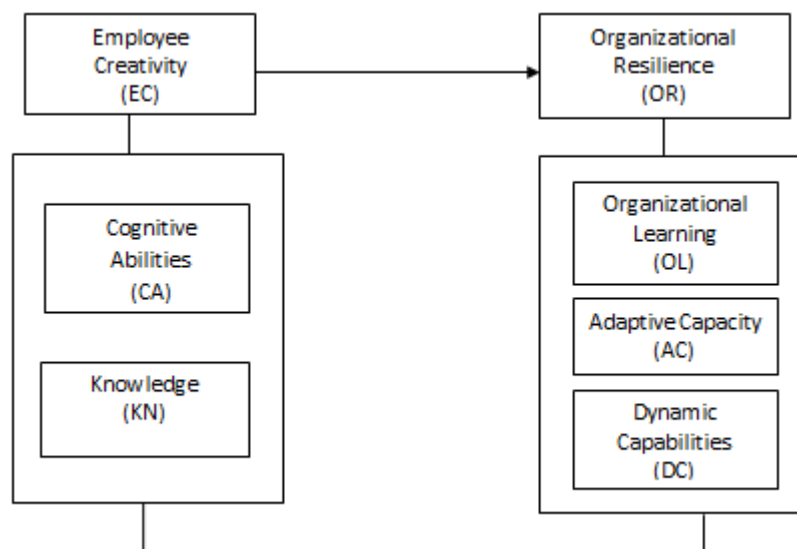 Employee
Creativity
(EC)
Organizational
Resilience
(OR)
Cognitive
Abilities
(CA)
Knowledge
(KN)
Organizational
Learning
(OL)
Adaptive Capacity
(AC)
Dynamic
Capabilities
(DC)